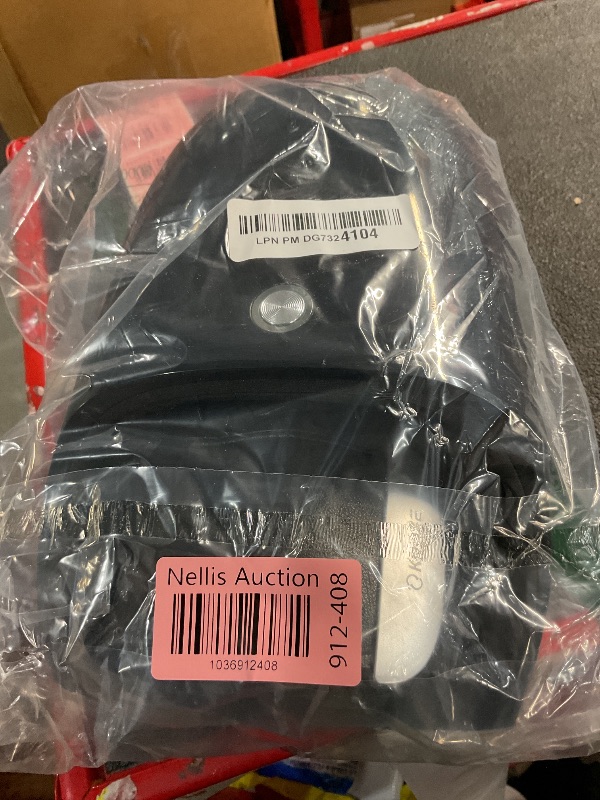 LPN PM DG7324104
Nellis Auction
1036912408
912-408